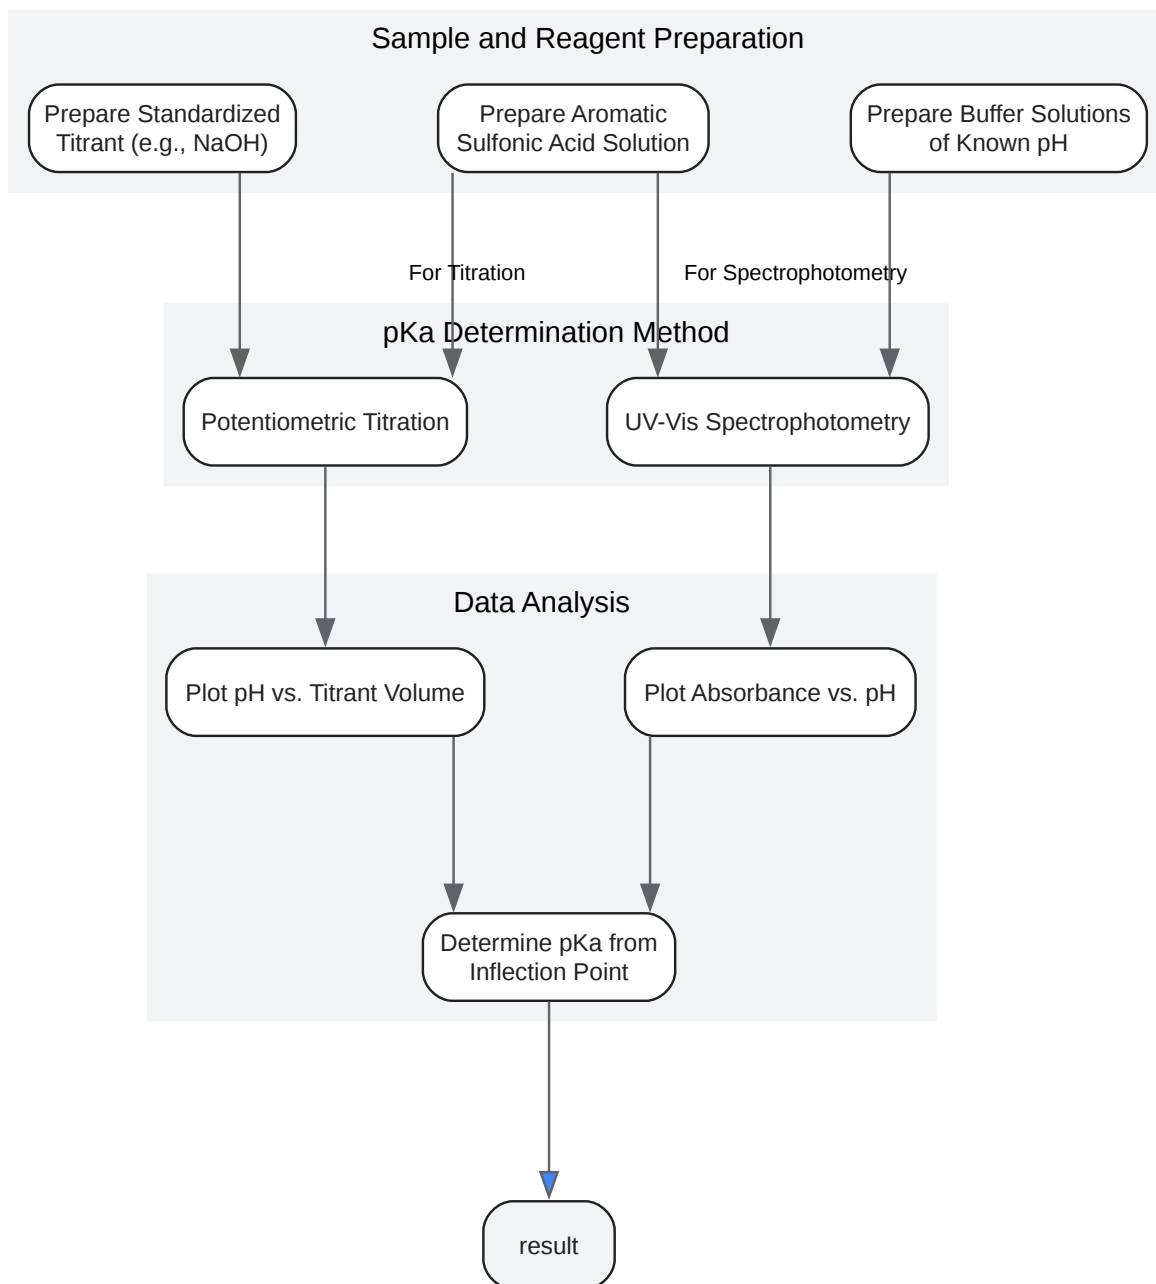 Sample and Reagent Preparation
Prepare Standardized
Titrant (e.g., NaOH)
Prepare Aromatic
Sulfonic Acid Solution
Prepare Buffer Solutions
of Known pH
For Titration
For Spectrophotometry
pKa Determination Method
Potentiometric Titration
UV-Vis Spectrophotometry
Data Analysis
Plot pH vs. Titrant Volume
Plot Absorbance vs. pH
Determine pKa from
Inflection Point
result